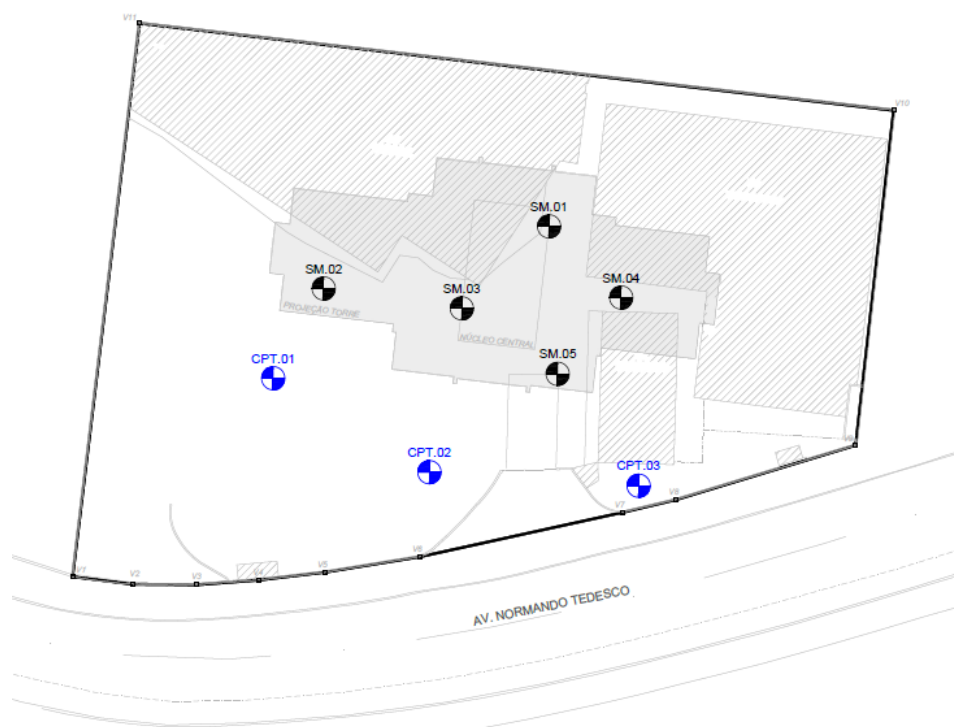 V11
V10
SM.01
SM.02
SM.04
SM.03
PROJEÇÃO TORRE
NÚCLEO CENTRAL
SM.05
CPT.01
V9
CPT.02
CPT.03
V8
V7
V6
V1
V2
V3
V4
V5
AV. NORMANDO TEDESCO